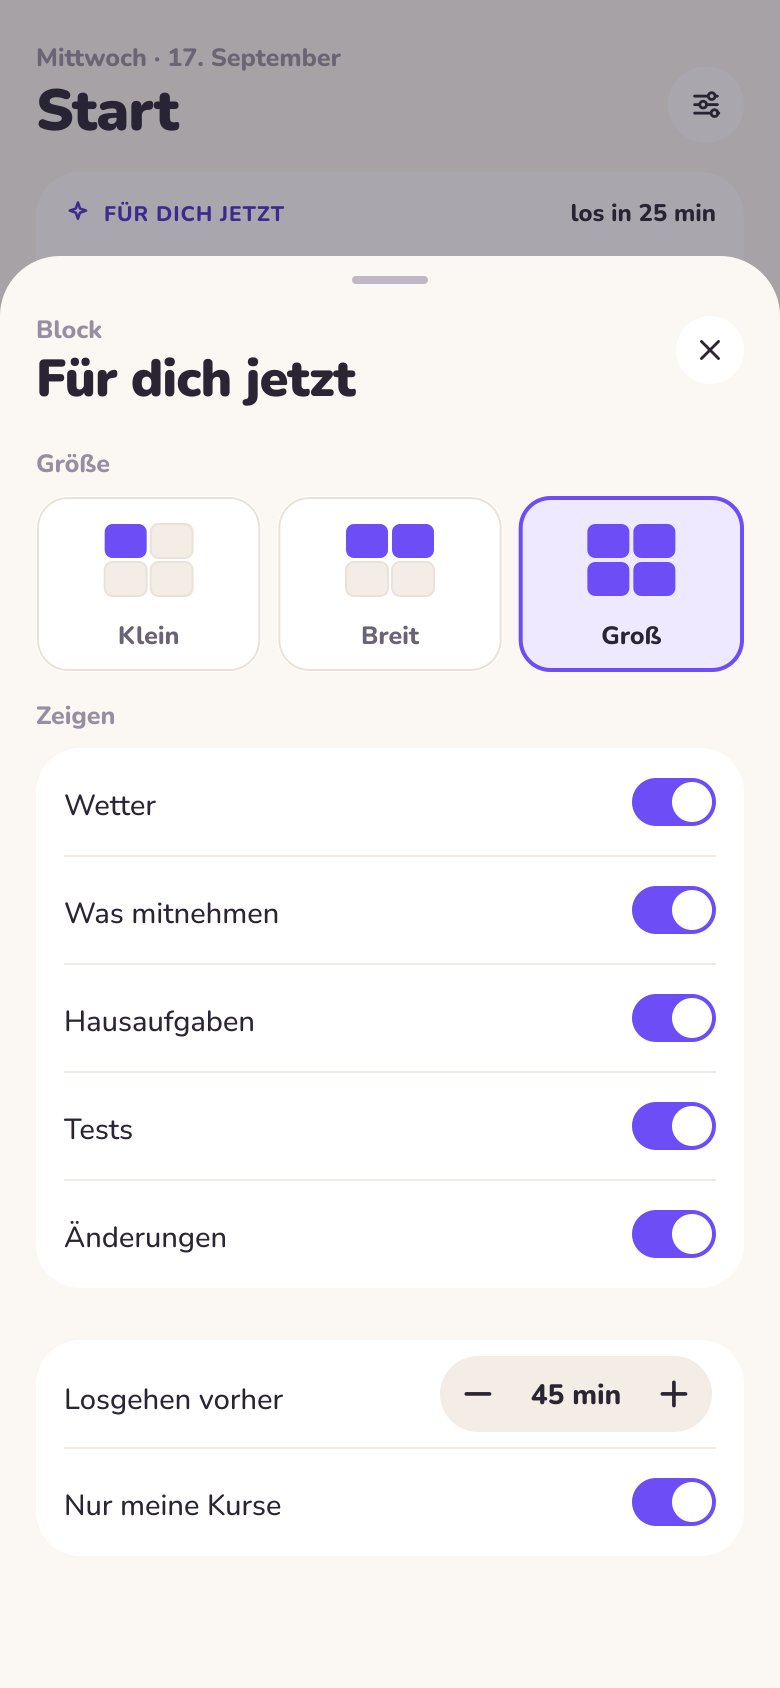 Mittwoch · 17. September
Start
FÜR DICH JETZT
los in 25 min
Block
Für dich jetzt
Größe
Klein
Breit
Groß
Zeigen
Wetter
Was mitnehmen
Hausaufgaben
Tests
Änderungen
Losgehen vorher
45 min
Nur meine Kurse